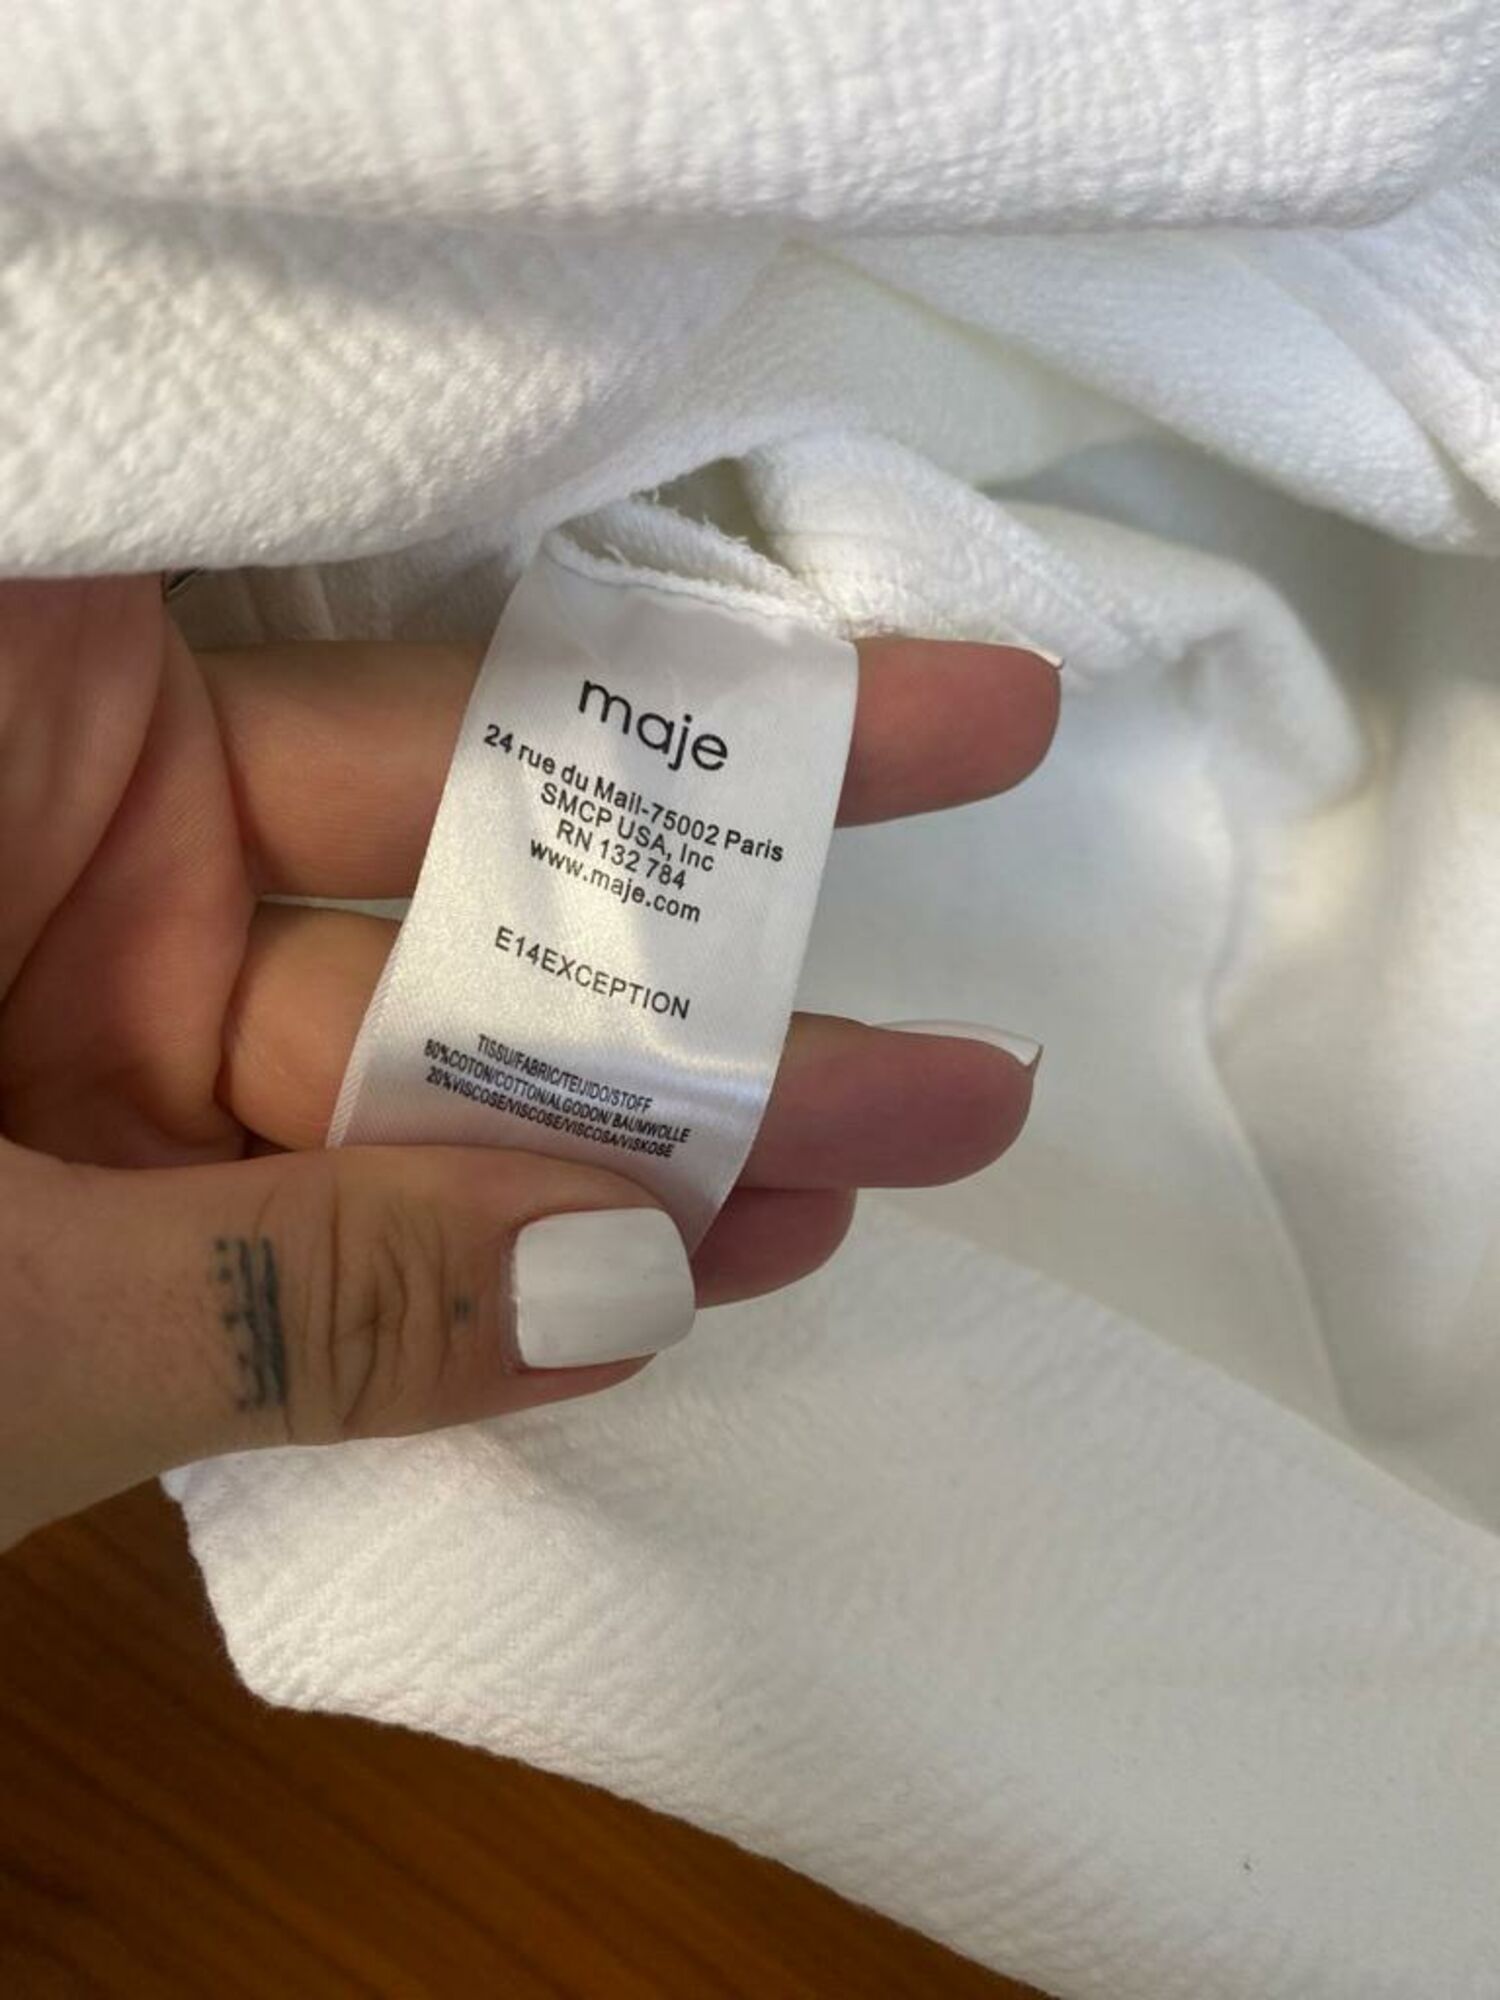 maje
24 rue du Mail-75002 Paris
SMCP USA, Inc
RN 132 784
www.maje.com
E14EXCEPTION
TISSU/FABRIC/TEIJDO/STOFF
80%COTON/COTTON/ALGODON/BAUMWOLLE
20%VISCOSE/VISCOSE/VISCOSA/VISKOSE